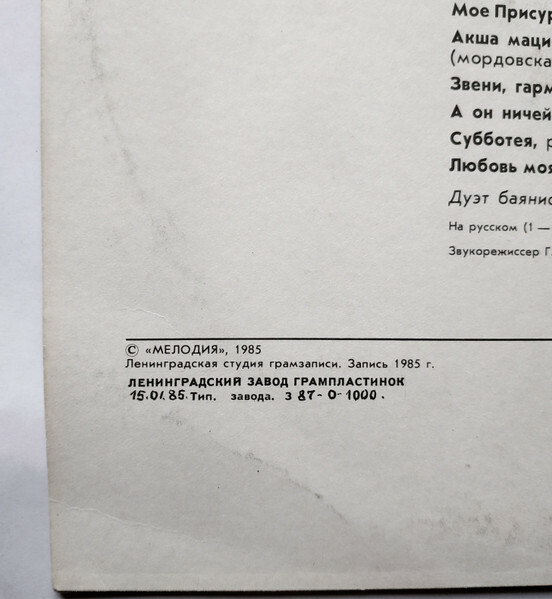 Мое Присур
Акша маци
(мордовска
Звени, гарм
А он ничей
Субботея, р
Любовь моя
Дуэт баянис
На русском (1 —
Звукорежиссер Г.
© «МЕЛОДИЯ», 1985
Ленинградская студия грамзаписи. Запись 1985 г.
ЛЕНИНГРАДСКИЙ ЗАВОД ГРАМПЛАСТИНОК
15.01.85. Тип. завода. З 87-0-1000.